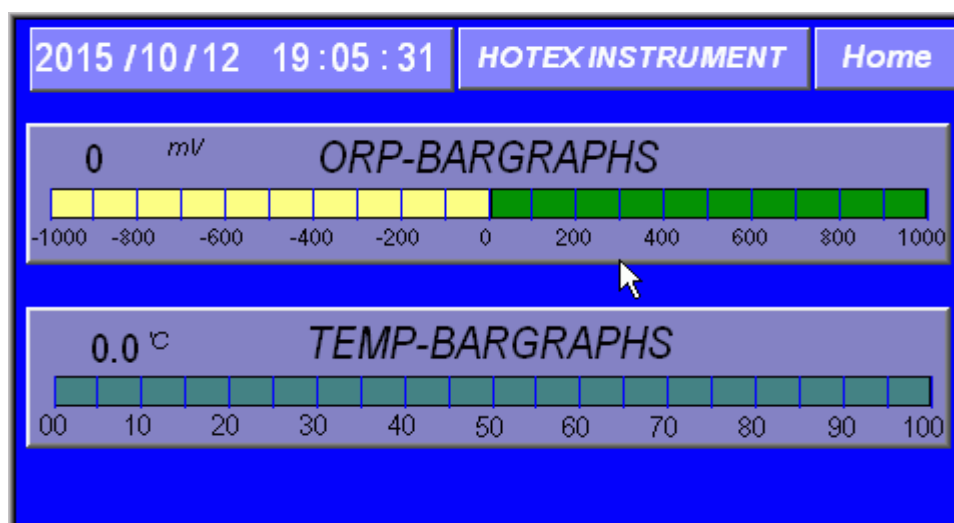 2015 /10 / 12 19 : 05 : 31 HOTEX INSTRUMENT Home
0 mV ORP-BARGRAPHS
-1000 -800 -600 -400 -200 0 200 400 600 800 1000
0.0 °C TEMP-BARGRAPHS
00 10 20 30 40 50 60 70 80 90 100